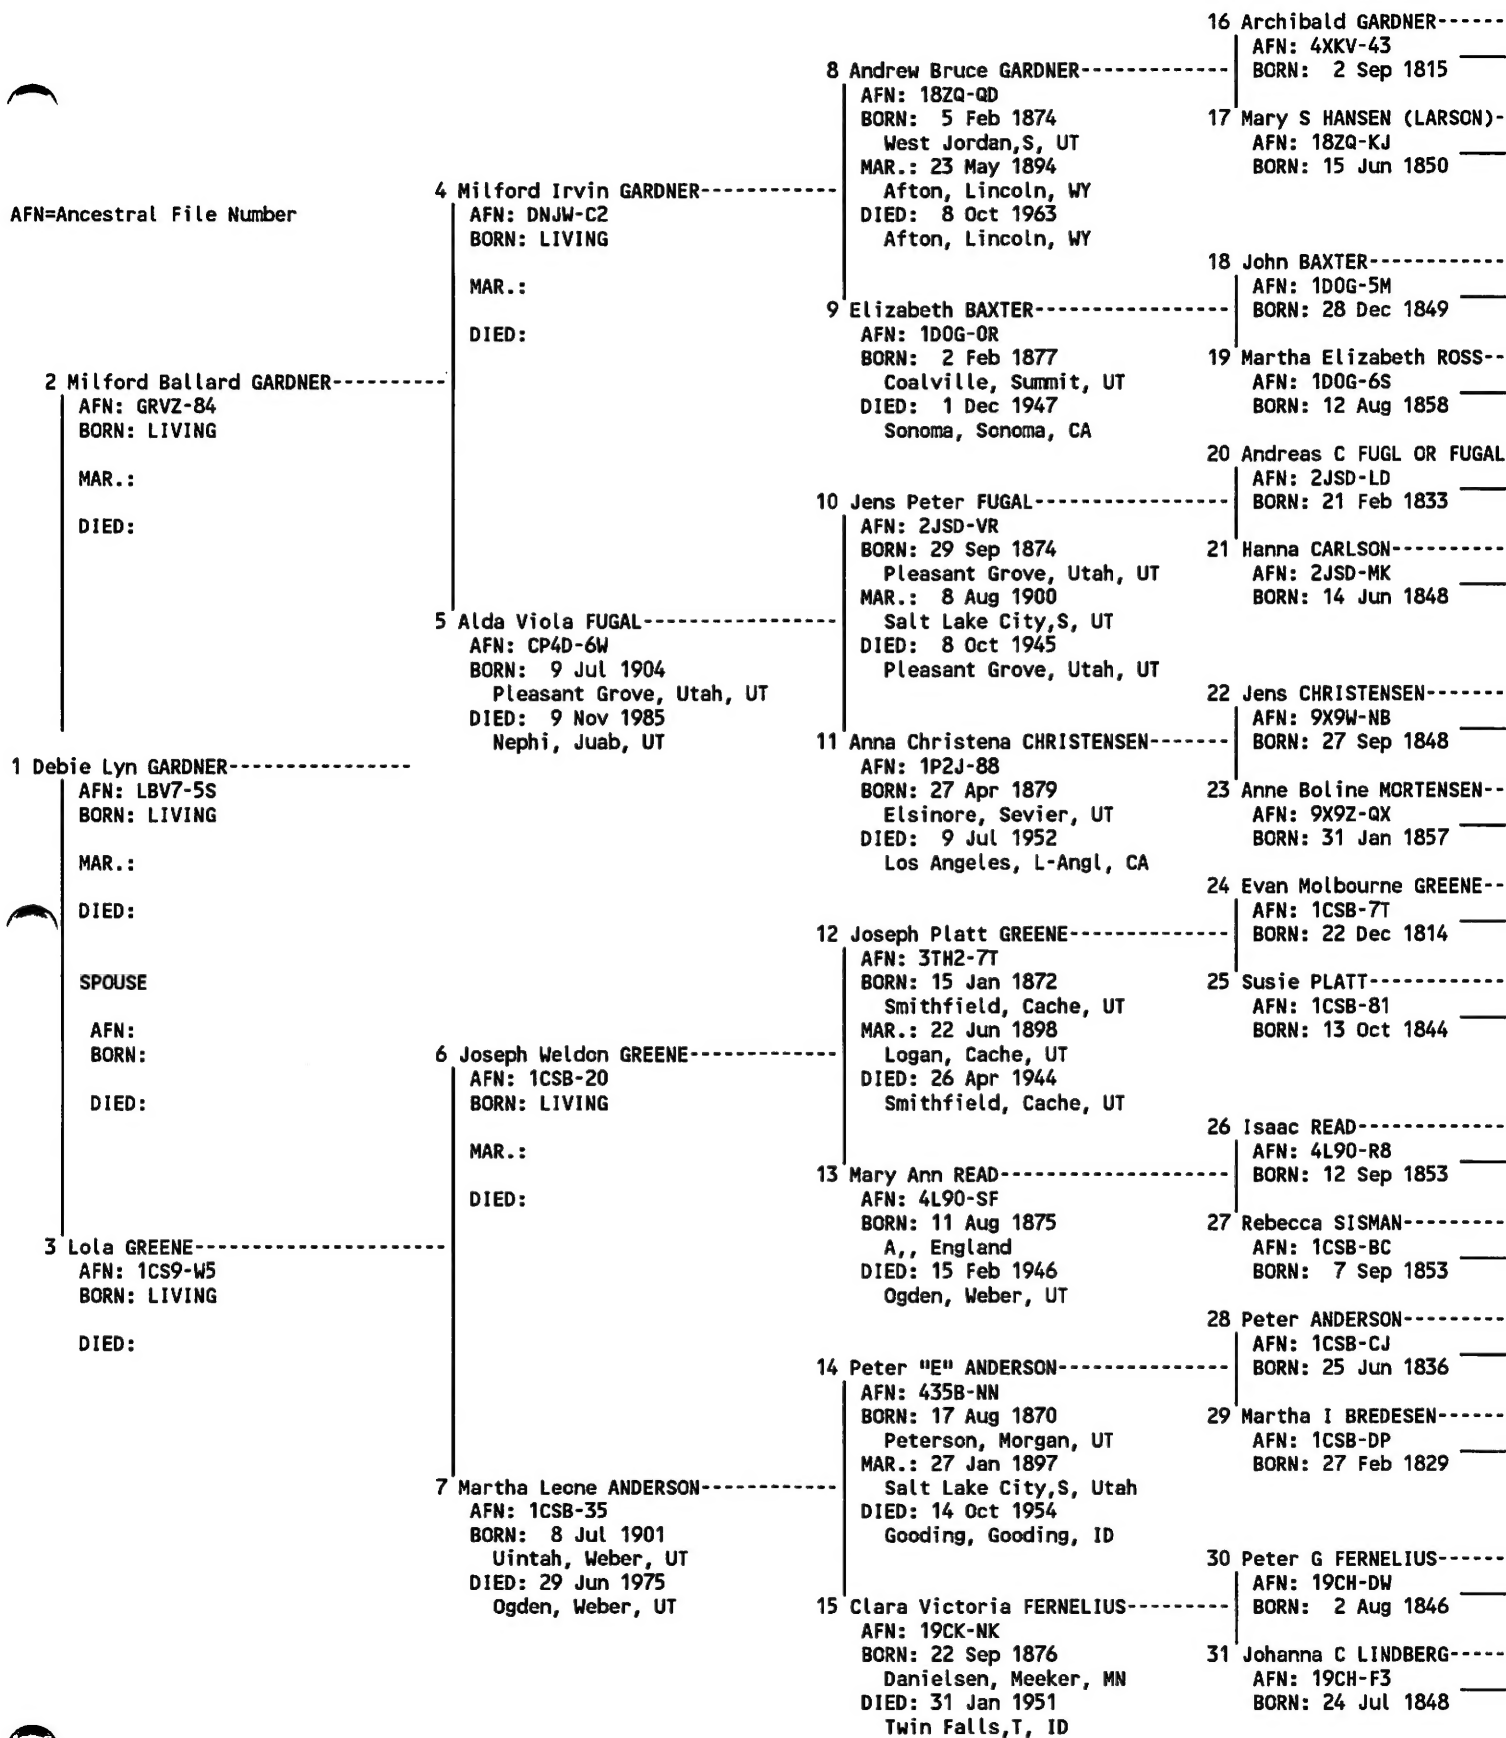 AFN=Ancestral File Number
1 Debie Lyn GARDNER---------------
AFN: LBV7-5S
BORN: LIVING
MAR.:
DIED:
SPOUSE
AFN:
BORN:
DIED:
2 Milford Ballard GARDNER----------
AFN: GRVZ-84
BORN: LIVING
MAR.:
DIED:
3 Lola GREENE----------------------
AFN: 1CS9-W5
BORN: LIVING
DIED:
4 Milford Irvin GARDNER------------
AFN: DNJW-C2
BORN: LIVING
MAR.:
DIED:
5 Alda Viola FUGAL-----------------
AFN: CP4D-6W
BORN: 9 Jul 1904
Pleasant Grove, Utah, UT
DIED: 9 Nov 1985
Nephi, Juab, UT
6 Joseph Weldon GREENE-------------
AFN: 1CSB-20
BORN: LIVING
MAR.:
DIED:
7 Martha Leone ANDERSON------------
AFN: 1CSB-35
BORN: 8 Jul 1901
Uintah, Weber, UT
DIED: 29 Jun 1975
Ogden, Weber, UT
8 Andrew Bruce GARDNER-------------
AFN: 18ZQ-QD
BORN: 5 Feb 1874
West Jordan,S, UT
MAR.: 23 May 1894
Afton, Lincoln, WY
DIED: 8 Oct 1963
Afton, Lincoln, WY
9 Elizabeth BAXTER-----------------
AFN: 1D0G-0R
BORN: 2 Feb 1877
Coalville, Summit, UT
DIED: 1 Dec 1947
Sonoma, Sonoma, CA
10 Jens Peter FUGAL-----------------
AFN: 2JSD-VR
BORN: 29 Sep 1874
Pleasant Grove, Utah, UT
MAR.: 8 Aug 1900
Salt Lake City,S, UT
DIED: 8 Oct 1945
Pleasant Grove, Utah, UT
11 Anna Christena CHRISTENSEN-------
AFN: 1P2J-88
BORN: 27 Apr 1879
Elsinore, Sevier, UT
DIED: 9 Jul 1952
Los Angeles, L-Angl, CA
12 Joseph Platt GREENE--------------
AFN: 3TH2-7T
BORN: 15 Jan 1872
Smithfield, Cache, UT
MAR.: 22 Jun 1898
Logan, Cache, UT
DIED: 26 Apr 1944
Smithfield, Cache, UT
13 Mary Ann READ--------------------
AFN: 4L90-SF
BORN: 11 Aug 1875
A,, England
DIED: 15 Feb 1946
Ogden, Weber, UT
14 Peter "E" ANDERSON---------------
AFN: 435B-NN
BORN: 17 Aug 1870
Peterson, Morgan, UT
MAR.: 27 Jan 1897
Salt Lake City,S, Utah
DIED: 14 Oct 1954
Gooding, Gooding, ID
15 Clara Victoria FERNELIUS---------
AFN: 19CK-NK
BORN: 22 Sep 1876
Danielsen, Meeker, MN
DIED: 31 Jan 1951
Twin Falls,T, ID
16 Archibald GARDNER------
AFN: 4XKV-43
BORN: 2 Sep 1815
17 Mary S HANSEN (LARSON)-
AFN: 18ZQ-KJ
BORN: 15 Jun 1850
18 John BAXTER------------
AFN: 1D0G-5M
BORN: 28 Dec 1849
19 Martha Elizabeth ROSS--
AFN: 1D0G-6S
BORN: 12 Aug 1858
20 Andreas C FUGL OR FUGAL
AFN: 2JSD-LD
BORN: 21 Feb 1833
21 Hanna CARLSON----------
AFN: 2JSD-MK
BORN: 14 Jun 1848
22 Jens CHRISTENSEN-------
AFN: 9X9W-NB
BORN: 27 Sep 1848
23 Anne Boline MORTENSEN--
AFN: 9X9Z-QX
BORN: 31 Jan 1857
24 Evan Molbourne GREENE--
AFN: 1CSB-7T
BORN: 22 Dec 1814
25 Susie PLATT------------
AFN: 1CSB-81
BORN: 13 Oct 1844
26 Isaac READ-------------
AFN: 4L90-R8
BORN: 12 Sep 1853
27 Rebecca SISMAN---------
AFN: 1CSB-BC
BORN: 7 Sep 1853
28 Peter ANDERSON---------
AFN: 1CSB-CJ
BORN: 25 Jun 1836
29 Martha I BREDESEN------
AFN: 1CSB-DP
BORN: 27 Feb 1829
30 Peter G FERNELIUS------
AFN: 19CH-DW
BORN: 2 Aug 1846
31 Johanna C LINDBERG-----
AFN: 19CH-F3
BORN: 24 Jul 1848